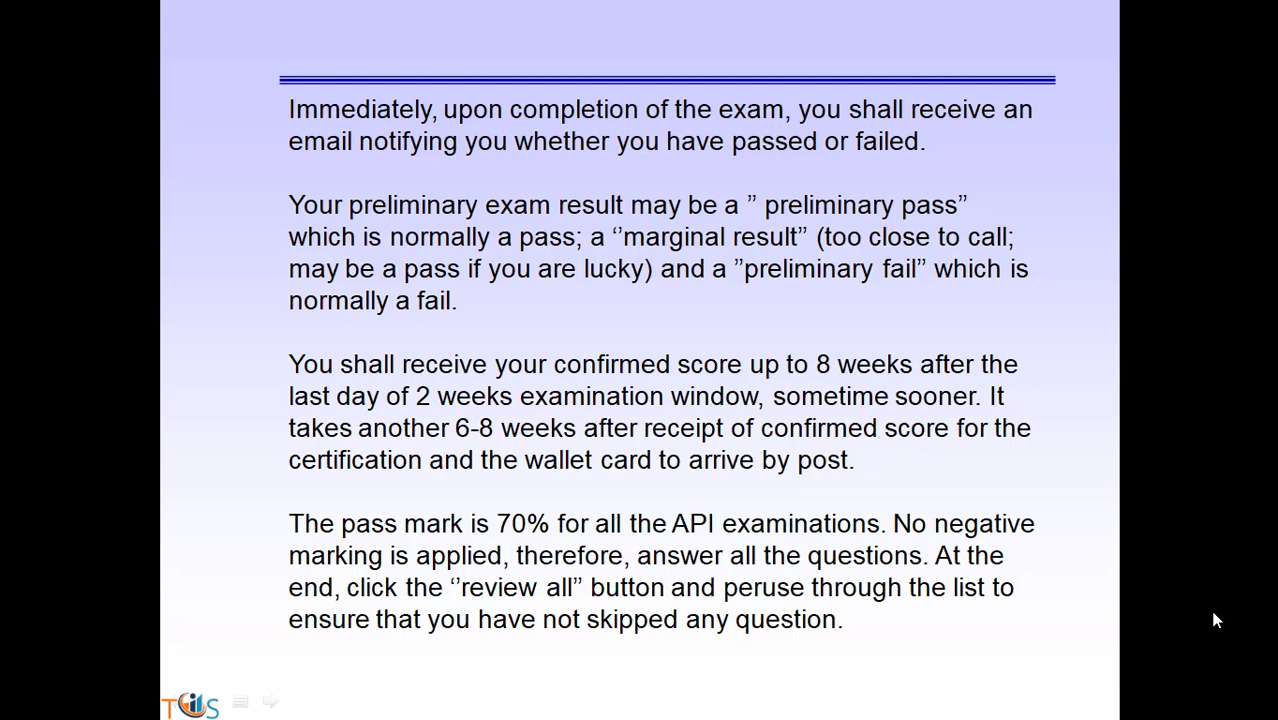 Immediately, upon completion of the exam, you shall receive an
email notifying you whether you have passed or failed.
Your preliminary exam result may be a ” preliminary pass”
which is normally a pass; a ‘’marginal result” (too close to call;
may be a pass if you are lucky) and a ”preliminary fail” which is
normally a fail.
You shall receive your confirmed score up to 8 weeks after the
last day of 2 weeks examination window, sometime sooner. It
takes another 6-8 weeks after receipt of confirmed score for the
certification and the wallet card to arrive by post.
The pass mark is 70% for all the API examinations. No negative
marking is applied, therefore, answer all the questions. At the
end, click the ‘’review all” button and peruse through the list to
ensure that you have not skipped any question.